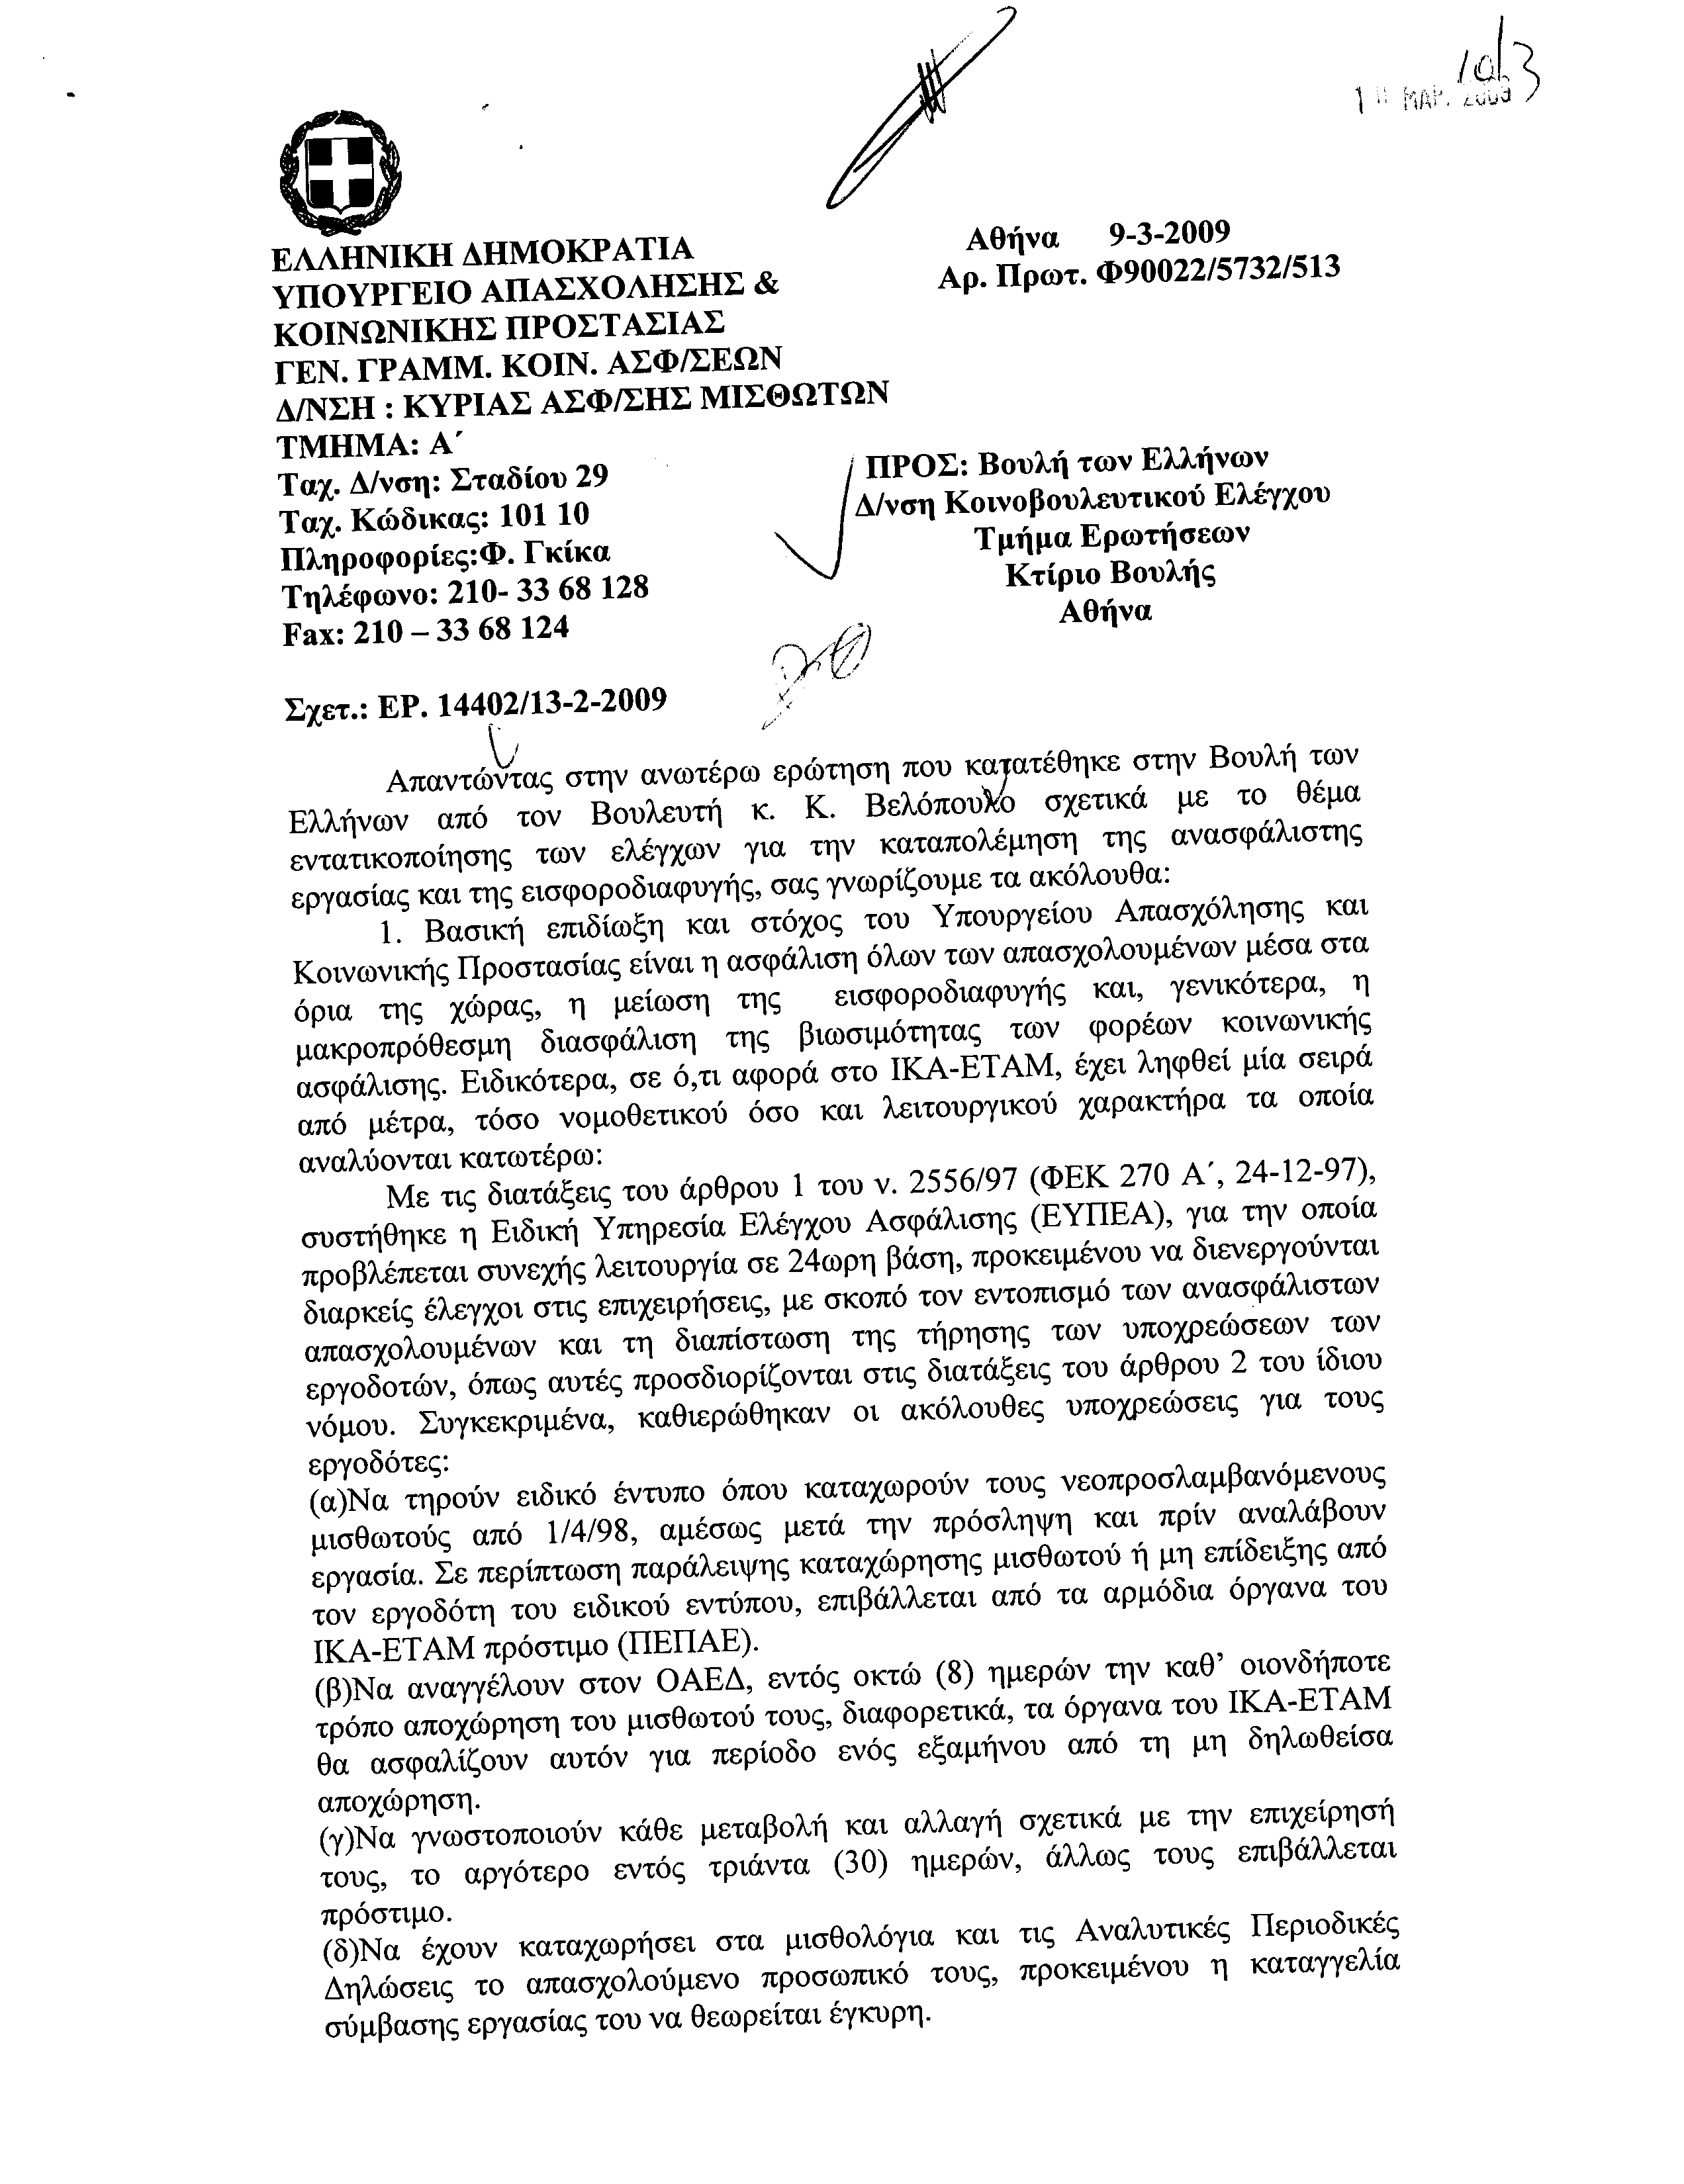 10/3
ΜΑΡ. 2009
ΕΛΛΗΝΙΚΗ ΔΗΜΟΚΡΑΤΙΑ
ΥΠΟΥΡΓΕΙΟ ΑΠΑΣΧΟΛΗΣΗΣ &
ΚΟΙΝΩΝΙΚΗΣ ΠΡΟΣΤΑΣΙΑΣ
ΓΕΝ. ΓΡΑΜΜ. ΚΟΙΝ. ΑΣΦ/ΣΕΩΝ
Δ/ΝΣΗ : ΚΥΡΙΑΣ ΑΣΦ/ΣΗΣ ΜΙΣΘΩΤΩΝ
ΤΜΗΜΑ: Α΄
Ταχ. Δ/νση: Σταδίου 29
Ταχ. Κώδικας: 101 10
Πληροφορίες:Φ. Γκίκα
Τηλέφωνο: 210- 33 68 128
Fax: 210 – 33 68 124
Αθήνα 9-3-2009
Αρ. Πρωτ. Φ90022/5732/513
ΠΡΟΣ: Βουλή των Ελλήνων
Δ/νση Κοινοβουλευτικού Ελέγχου
Τμήμα Ερωτήσεων
Κτίριο Βουλής
Αθήνα
Σχετ.: ΕΡ. 14402/13-2-2009
Απαντώντας στην ανωτέρω ερώτηση που κατατέθηκε στην Βουλή των
Ελλήνων από τον Βουλευτή κ. Κ. Βελόπουλο σχετικά με το θέμα
εντατικοποίησης των ελέγχων για την καταπολέμηση της ανασφάλιστης
εργασίας και της εισφοροδιαφυγής, σας γνωρίζουμε τα ακόλουθα:
1. Βασική επιδίωξη και στόχος του Υπουργείου Απασχόλησης και
Κοινωνικής Προστασίας είναι η ασφάλιση όλων των απασχολουμένων μέσα στα
όρια της χώρας, η μείωση της εισφοροδιαφυγής και, γενικότερα, η
μακροπρόθεσμη διασφάλιση της βιωσιμότητας των φορέων κοινωνικής
ασφάλισης. Ειδικότερα, σε ό,τι αφορά στο ΙΚΑ-ΕΤΑΜ, έχει ληφθεί μία σειρά
από μέτρα, τόσο νομοθετικού όσο και λειτουργικού χαρακτήρα τα οποία
αναλύονται κατωτέρω:
Με τις διατάξεις του άρθρου 1 του ν. 2556/97 (ΦΕΚ 270 Α΄, 24-12-97),
συστήθηκε η Ειδική Υπηρεσία Ελέγχου Ασφάλισης (ΕΥΠΕΑ), για την οποία
προβλέπεται συνεχής λειτουργία σε 24ωρη βάση, προκειμένου να διενεργούνται
διαρκείς έλεγχοι στις επιχειρήσεις, με σκοπό τον εντοπισμό των ανασφάλιστων
απασχολουμένων και τη διαπίστωση της τήρησης των υποχρεώσεων των
εργοδοτών, όπως αυτές προσδιορίζονται στις διατάξεις του άρθρου 2 του ίδιου
νόμου. Συγκεκριμένα, καθιερώθηκαν οι ακόλουθες υποχρεώσεις για τους
εργοδότες:
(α)Να τηρούν ειδικό έντυπο όπου καταχωρούν τους νεοπροσλαμβανόμενους
μισθωτούς από 1/4/98, αμέσως μετά την πρόσληψη και πρίν αναλάβουν
εργασία. Σε περίπτωση παράλειψης καταχώρησης μισθωτού ή μη επίδειξης από
τον εργοδότη του ειδικού εντύπου, επιβάλλεται από τα αρμόδια όργανα του
ΙΚΑ-ΕΤΑΜ πρόστιμο (ΠΕΠΑΕ).
(β)Να αναγγέλουν στον ΟΑΕΔ, εντός οκτώ (8) ημερών την καθ’ οιονδήποτε
τρόπο αποχώρηση του μισθωτού τους, διαφορετικά, τα όργανα του ΙΚΑ-ΕΤΑΜ
θα ασφαλίζουν αυτόν για περίοδο ενός εξαμήνου από τη μη δηλωθείσα
αποχώρηση.
(γ)Να γνωστοποιούν κάθε μεταβολή και αλλαγή σχετικά με την επιχείρησή
τους, το αργότερο εντός τριάντα (30) ημερών, άλλως τους επιβάλλεται
πρόστιμο.
(δ)Να έχουν καταχωρήσει στα μισθολόγια και τις Αναλυτικές Περιοδικές
Δηλώσεις το απασχολούμενο προσωπικό τους, προκειμένου η καταγγελία
σύμβασης εργασίας του να θεωρείται έγκυρη.